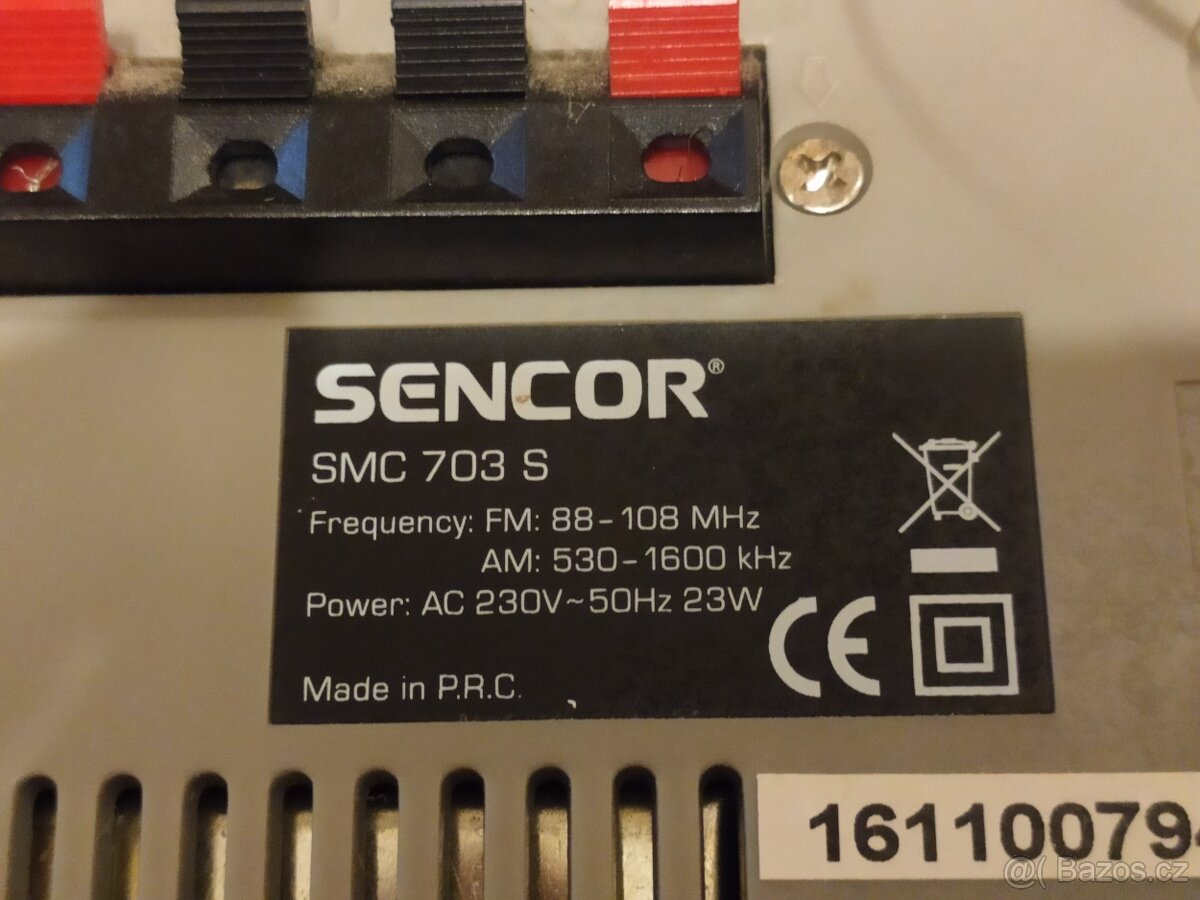 SENCOR®
SMC 703 S
Frequency: FM: 88-108 MHz
AM: 530-1600 kHz
Power: AC 230V~50Hz 23W
CE
Made in P.R.C.
16110079
@( Bazos.cz